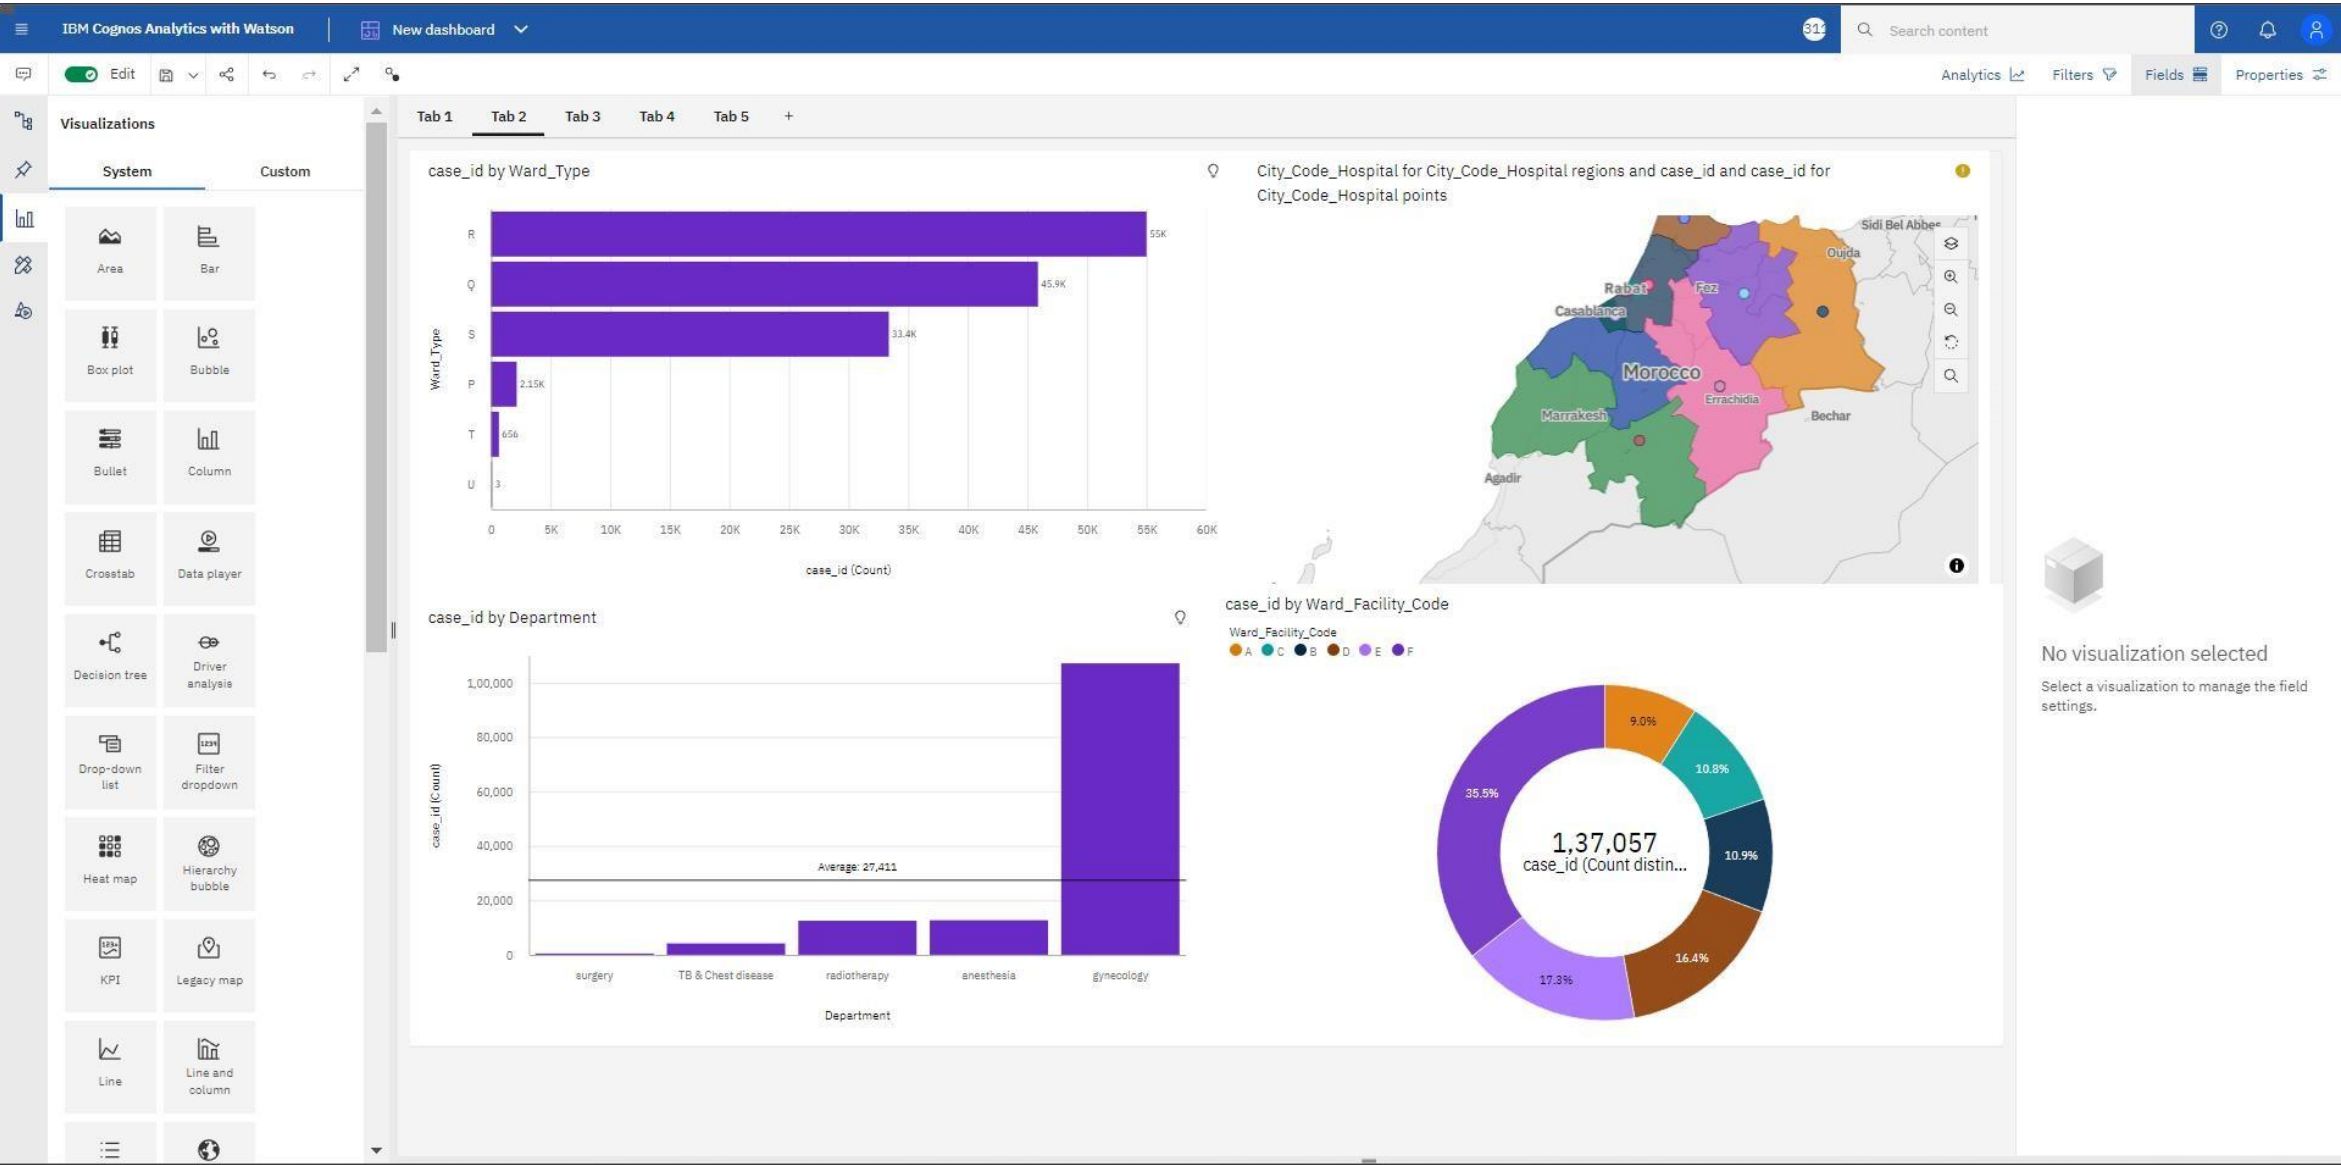 IBM Cognos Analytics with Watson
New dashboard
311
Search content
Edit
Analytics
Filters
Fields
Properties
Visualizations
System
Custom
Area
Bar
Box plot
Bubble
Bullet
Column
Crosstab
Data player
Decision tree
Driver
analysis
Drop-down
list
Filter
dropdown
Heat map
Hierarchy
bubble
KPI
Legacy map
Line
Line and
column
Tab 1
Tab 2
Tab 3
Tab 4
Tab 5
+
case_id by Ward_Type
Ward_Type
R
55K
Q
45.9K
S
33.4K
P
2.15K
T
656
U
3
0 5K 10K 15K 20K 25K 30K 35K 40K 45K 50K 55K 60K
case_id (Count)
City_Code_Hospital for City_Code_Hospital regions and case_id and case_id for
City_Code_Hospital points
Sidi Bel Abbes
Oujda
Rabat
Fez
Casablanca
Morocco
Errachidia
Marrakesh
Bechar
Agadir
case_id by Department
case_id (Count)
1,00,000
80,000
60,000
40,000
20,000
0
Average: 27,411
surgery
TB & Chest disease
radiotherapy
anesthesia
gynecology
Department
case_id by Ward_Facility_Code
Ward_Facility_Code
A C B D E F
9.0%
10.8%
10.9%
16.4%
17.3%
35.5%
1,37,057
case_id (Count distin...
No visualization selected
Select a visualization to manage the field
settings.